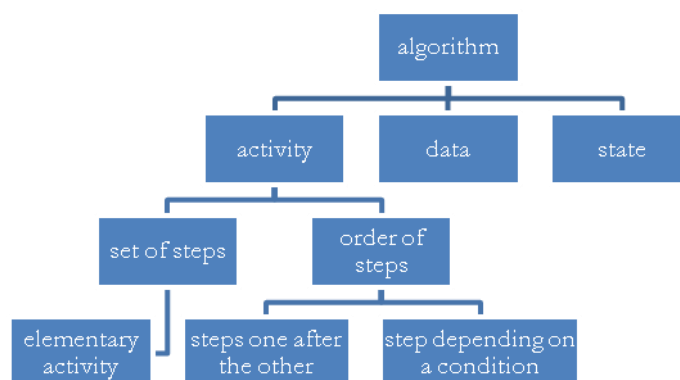 algorithm
activity
data
state
set of steps
order of
steps
elementary
activity
steps one after
the other
step depending on
a condition